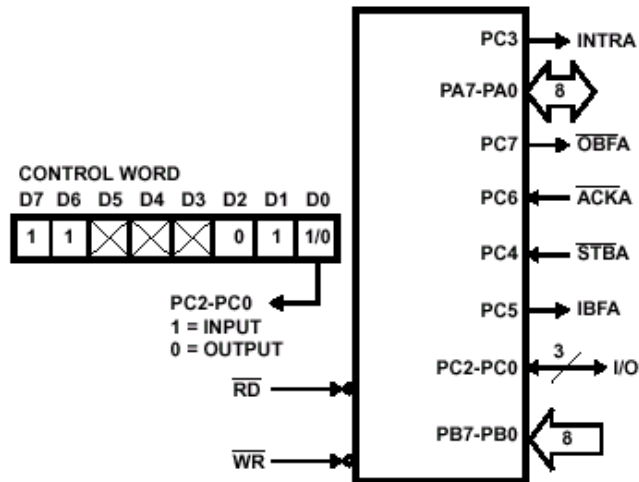 PC3 INTRA
PA7-PA0 8
PC7 OBFA
CONTROL WORD
D7 D6 D5 D4 D3 D2 D1 D0
1 1 0 1 1/0
PC6 ACKA
PC4 STBA
PC2-PC0
1 = INPUT
0 = OUTPUT
PC5 IBFA
PC2-PC0 3 I/O
RD
PB7-PB0 8
WR